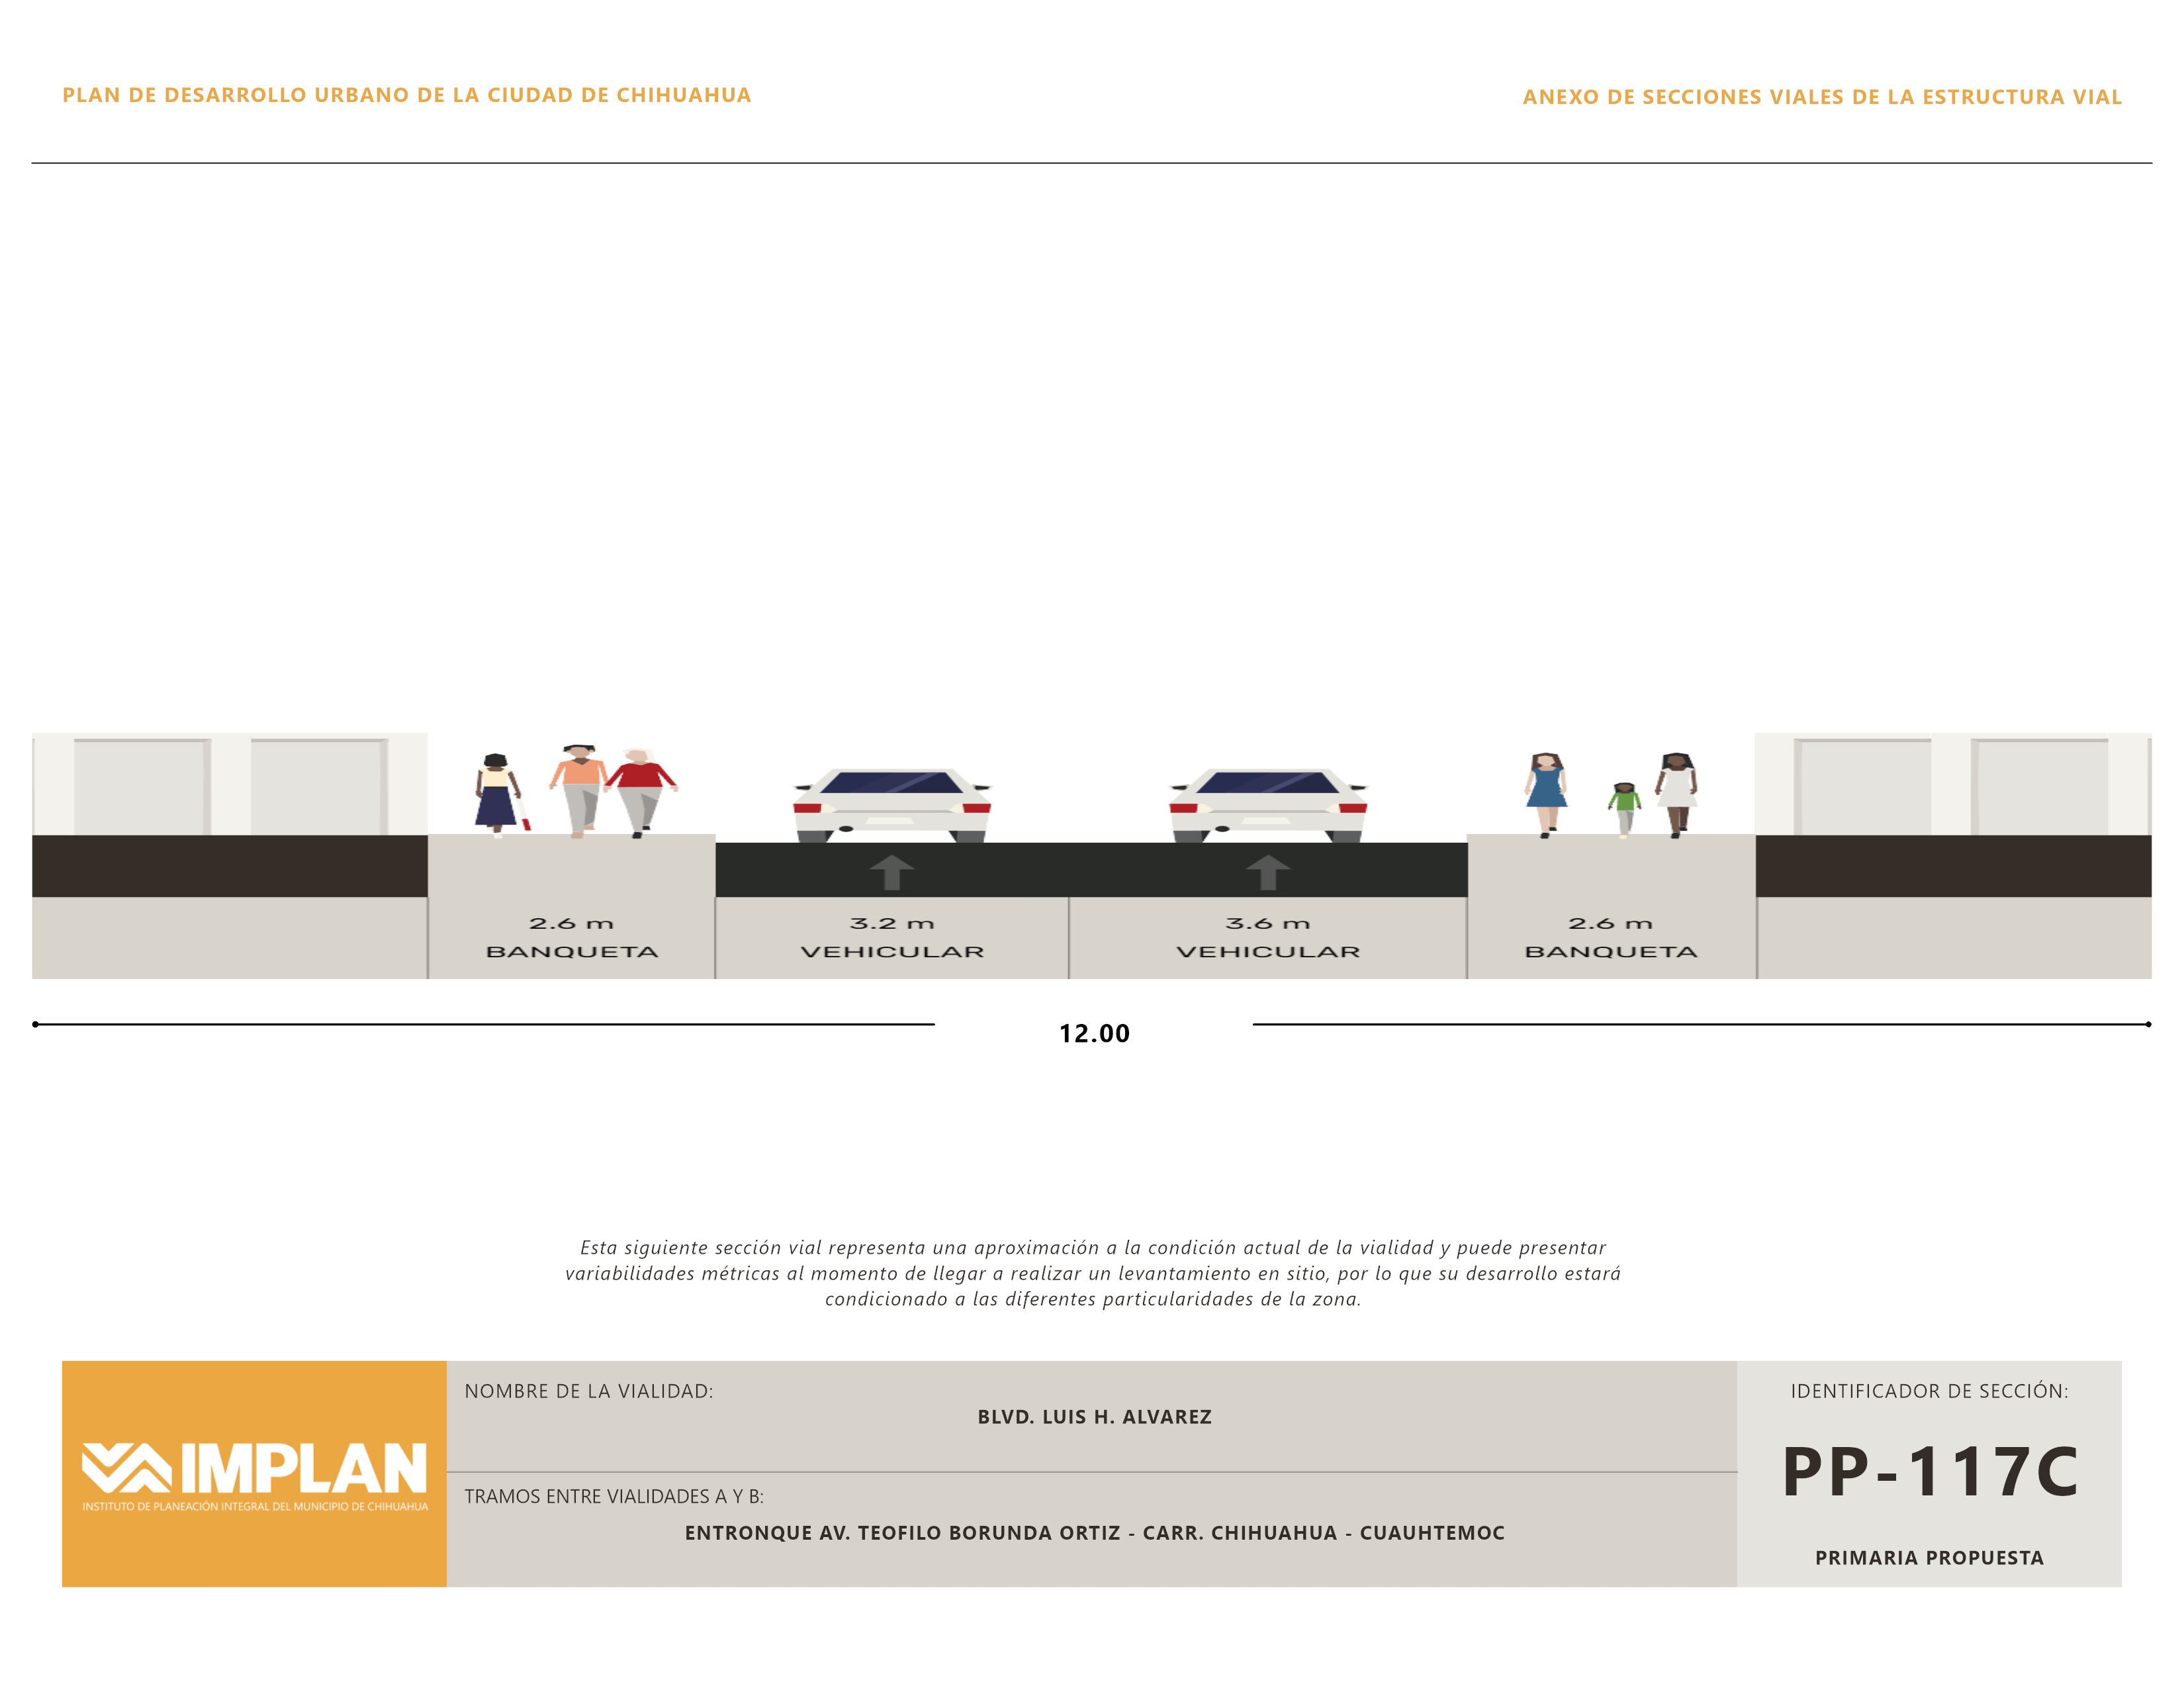 PLAN DE DESARROLLO URBANO DE LA CIUDAD DE CHIHUAHUA
ANEXO DE SECCIONES VIALES DE LA ESTRUCTURA VIAL
2.6 m
BANQUETA
3.2 m
VEHICULAR
3.6 m
VEHICULAR
2.6 m
BANQUETA
12.00
Esta siguiente sección vial representa una aproximación a la condición actual de la vialidad y puede presentar
variabilidades métricas al momento de llegar a realizar un levantamiento en sitio, por lo que su desarrollo estará
condicionado a las diferentes particularidades de la zona.
IMPLAN
INSTITUTO DE PLANEACIÓN INTEGRAL DEL MUNICIPIO DE CHIHUAHUA
NOMBRE DE LA VIALIDAD:
BLVD. LUIS H. ALVAREZ
TRAMOS ENTRE VIALIDADES A Y B:
ENTRONQUE AV. TEOFILO BORUNDA ORTIZ - CARR. CHIHUAHUA - CUAUHTEMOC
IDENTIFICADOR DE SECCIÓN:
PP-117C
PRIMARIA PROPUESTA